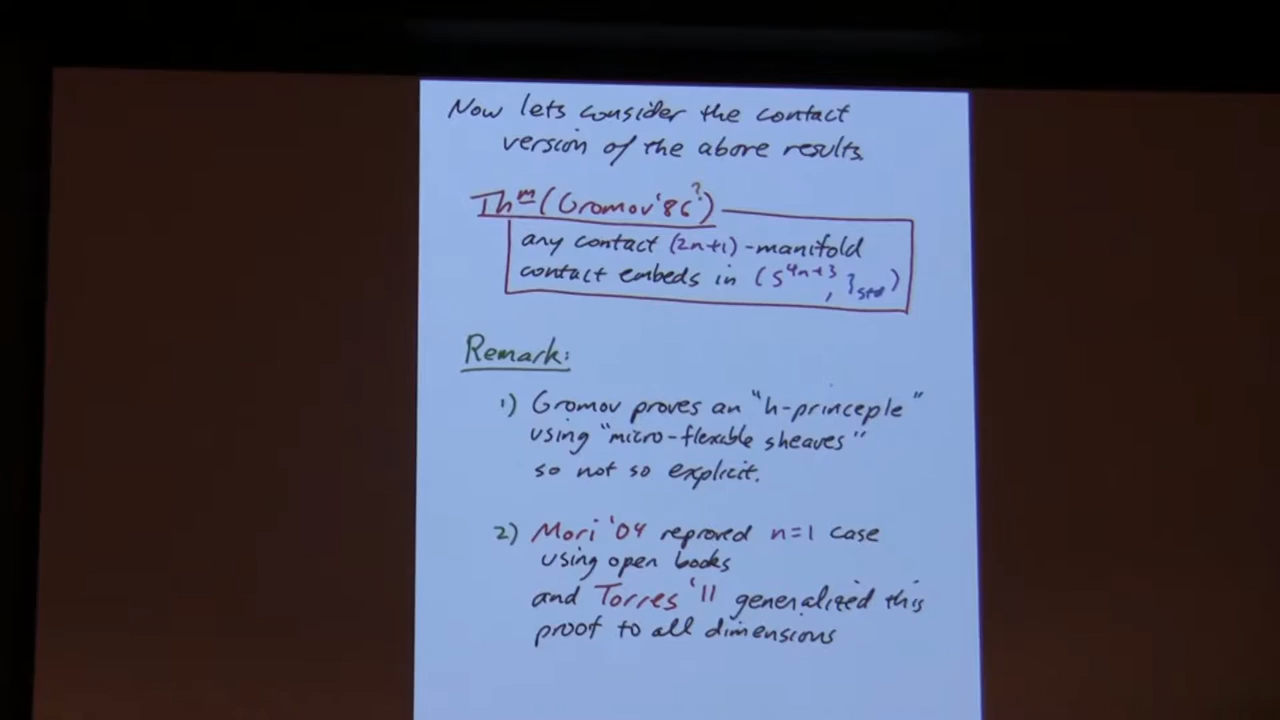 Now lets consider the contact
version of the above results.
Thᵐ (Gromov '86?)
any contact (2n+1)-manifold
contact embeds in (S⁴ⁿ⁺³, ξstd)
Remark:
1) Gromov proves an "h-princeple"
using "micro-flexible sheaves"
so not so explicit.
2) Mori '04 reproved n=1 case
using open books
and Torres '11 generalized this
proof to all dimensions